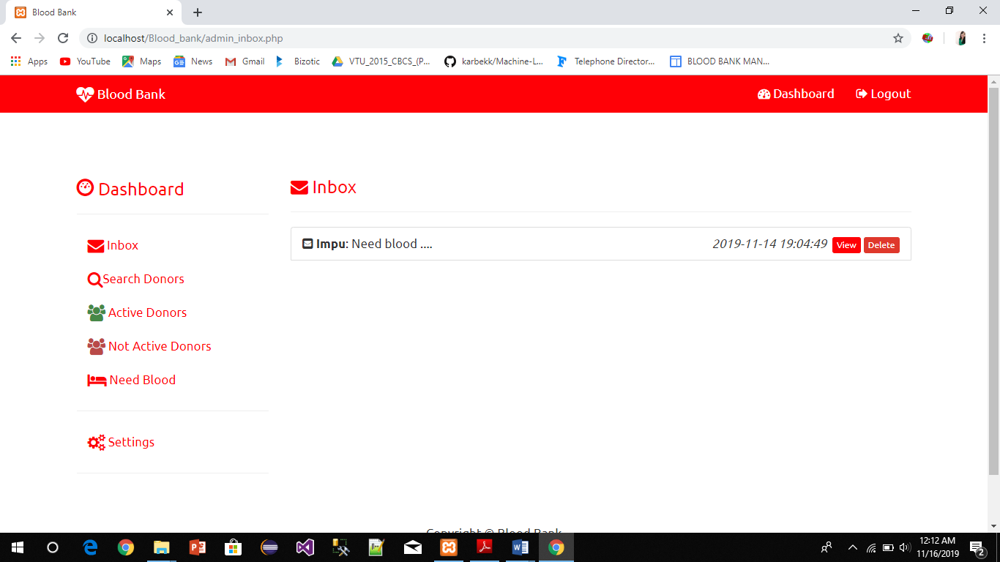 Blood Bank
localhost/Blood_bank/admin_inbox.php
Apps YouTube Maps News Gmail Bizotic VTU_2015_CBCS_(P... karbekk/Machine-L... Telephone Director... BLOOD BANK MAN...
Blood Bank Dashboard Logout
Dashboard
Inbox
Search Donors
Active Donors
Not Active Donors
Need Blood
Settings
Inbox
Impu: Need blood .... 2019-11-14 19:04:49 View Delete
Copyright © Blood Bank
12:12 AM
11/16/2019
2